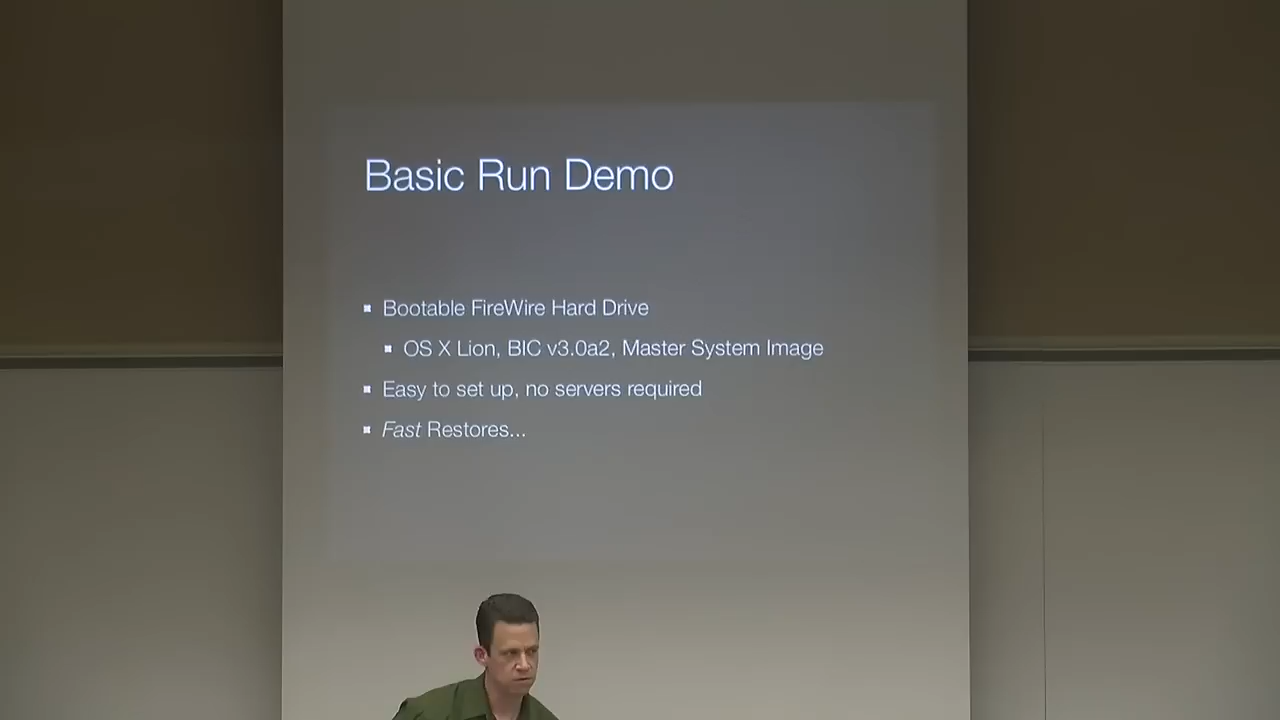 Basic Run Demo
Bootable FireWire Hard Drive
OS X Lion, BIC v3.0a2, Master System Image
Easy to set up, no servers required
Fast Restores...